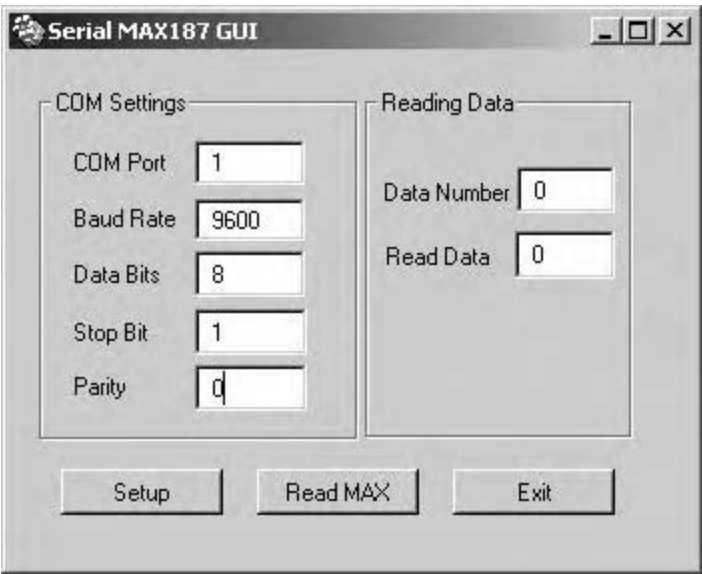 Serial MAX187 GUI
COM Settings
COM Port 1
Baud Rate 9600
Data Bits 8
Stop Bit 1
Parity 0
Reading Data
Data Number 0
Read Data 0
Setup Read MAX Exit